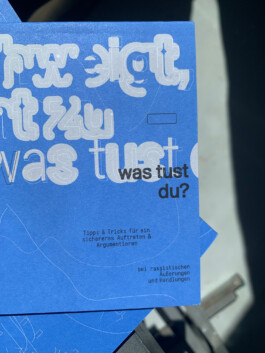 was tust
was tust
du?
Tipps & Tricks für ein
sichereres Auftreten &
Argumentieren
bei rassistischen
Äußerungen
und Handlungen